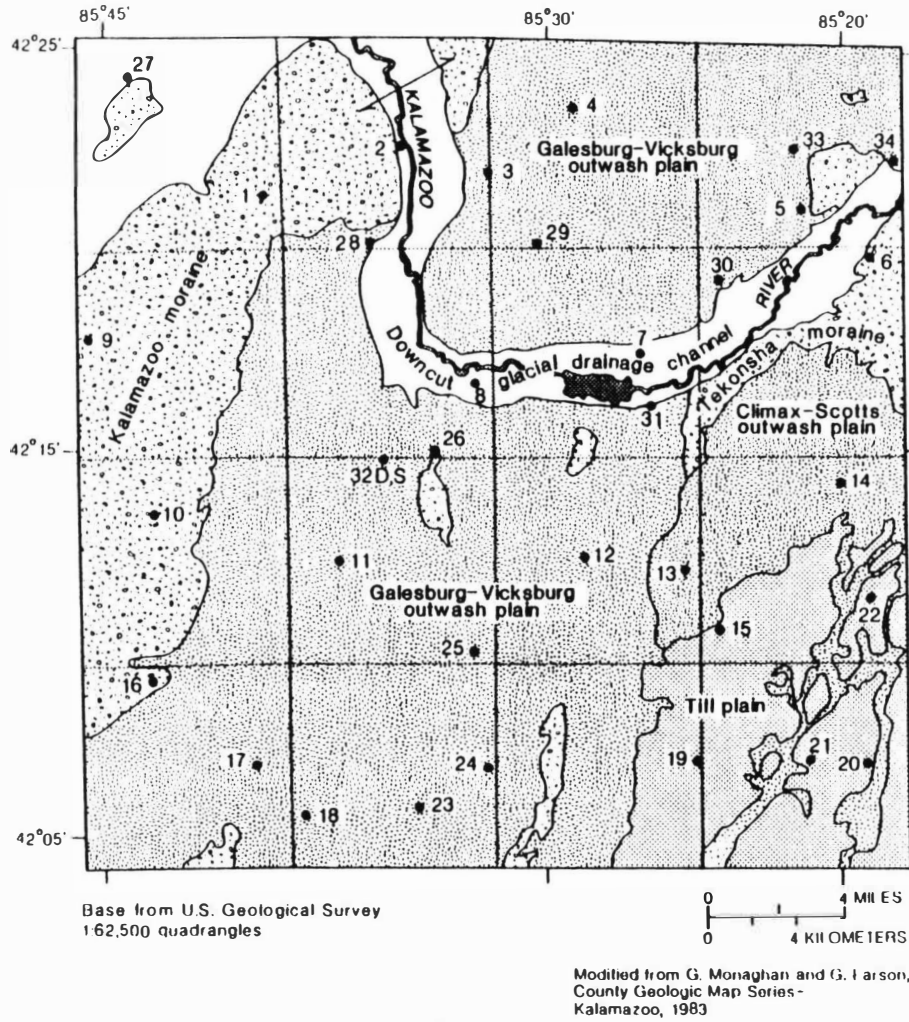 85°45'
85°30'
85°20'
42°25'
27
4
KALAMAZOO
2
Galesburg-Vicksburg
outwash plain
33
34
3
1
5
28
29
6
30
RIVER
9
Kalamazoo moraine
7
Downcut glacial drainage channel
8
Tekonsha moraine
31
Climax-Scotts
outwash plain
42°15'
26
32D,S
14
10
11
12
13
Galesburg-Vicksburg
outwash plain
22
15
25
16
Till plain
17
24
19
21
20
18
23
42°05'
Base from U.S. Geological Survey
1:62,500 quadrangles
0 4 MILES
0 4 KILOMETERS
Modified from G. Monaghan and G. Larson,
County Geologic Map Series-
Kalamazoo, 1983